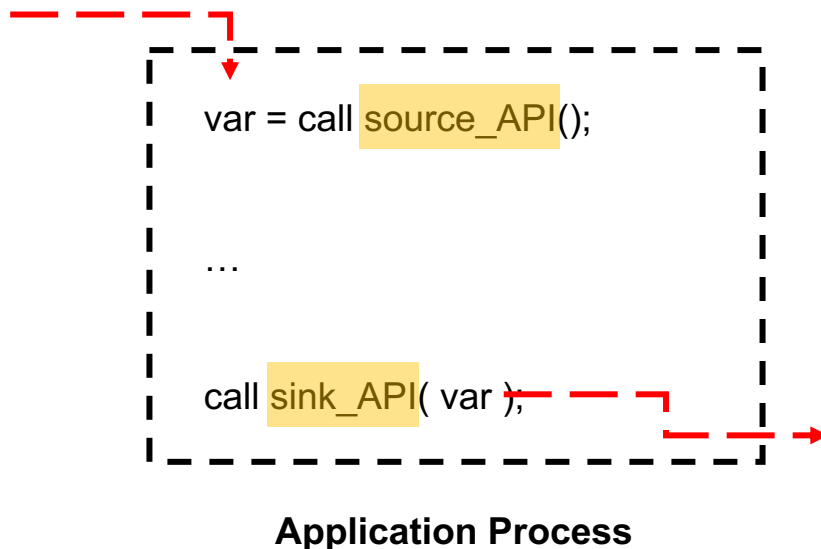 var = call source_API();
…
call sink_API( var );
Application Process